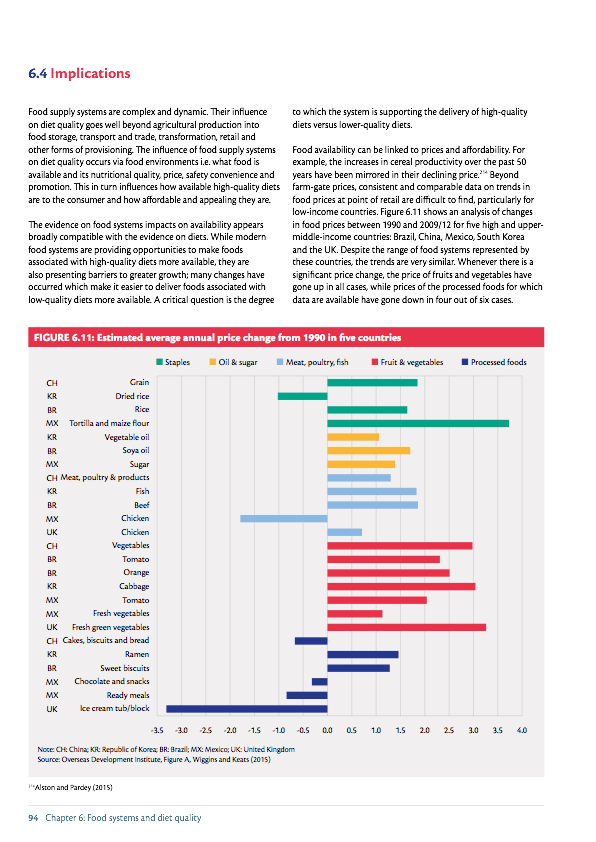 6.4 Implications
Food supply systems are complex and dynamic. Their influence
on diet quality goes well beyond agricultural production into
food storage, transport and trade, transformation, retail and
other forms of provisioning. The influence of food supply systems
on diet quality occurs via food environments i.e. what food is
available and its nutritional quality, price, safety convenience and
promotion. This in turn influences how available high-quality diets
are to the consumer and how affordable and appealing they are.
The evidence on food systems impacts on availability appears
broadly compatible with the evidence on diets. While modern
food systems are providing opportunities to make foods
associated with high-quality diets more available, they are
also presenting barriers to greater growth; many changes have
occurred which make it easier to deliver foods associated with
low-quality diets more available. A critical question is the degree
to which the system is supporting the delivery of high-quality
diets versus lower-quality diets.
Food availability can be linked to prices and affordability. For
example, the increases in cereal productivity over the past 50
years have been mirrored in their declining price.²¹⁴ Beyond
farm-gate prices, consistent and comparable data on trends in
food prices at point of retail are difficult to find, particularly for
low-income countries. Figure 6.11 shows an analysis of changes
in food prices between 1990 and 2009/12 for five high and upper-
middle-income countries: Brazil, China, Mexico, South Korea
and the UK. Despite the range of food systems represented by
these countries, the trends are very similar. Whenever there is a
significant price change, the price of fruits and vegetables have
gone up in all cases, while prices of the processed foods for which
data are available have gone down in four out of six cases.
FIGURE 6.11: Estimated average annual price change from 1990 in five countries
Staples Oil & sugar Meat, poultry, fish Fruit & vegetables Processed foods
CH Grain
KR Dried rice
BR Rice
MX Tortilla and maize flour
KR Vegetable oil
BR Soya oil
MX Sugar
CH Meat, poultry & products
KR Fish
BR Beef
MX Chicken
UK Chicken
CH Vegetables
BR Tomato
BR Orange
KR Cabbage
MX Tomato
MX Fresh vegetables
UK Fresh green vegetables
CH Cakes, biscuits and bread
KR Ramen
BR Sweet biscuits
MX Chocolate and snacks
MX Ready meals
UK Ice cream tub/block
-3.5 -3.0 -2.5 -2.0 -1.5 -1.0 -0.5 0.0 0.5 1.0 1.5 2.0 2.5 3.0 3.5 4.0
Note: CH: China; KR: Republic of Korea; BR: Brazil; MX: Mexico; UK: United Kingdom
Source: Overseas Development Institute, Figure A, Wiggins and Keats (2015)
²¹⁴Alston and Pardey (2015)
94 Chapter 6: Food systems and diet quality